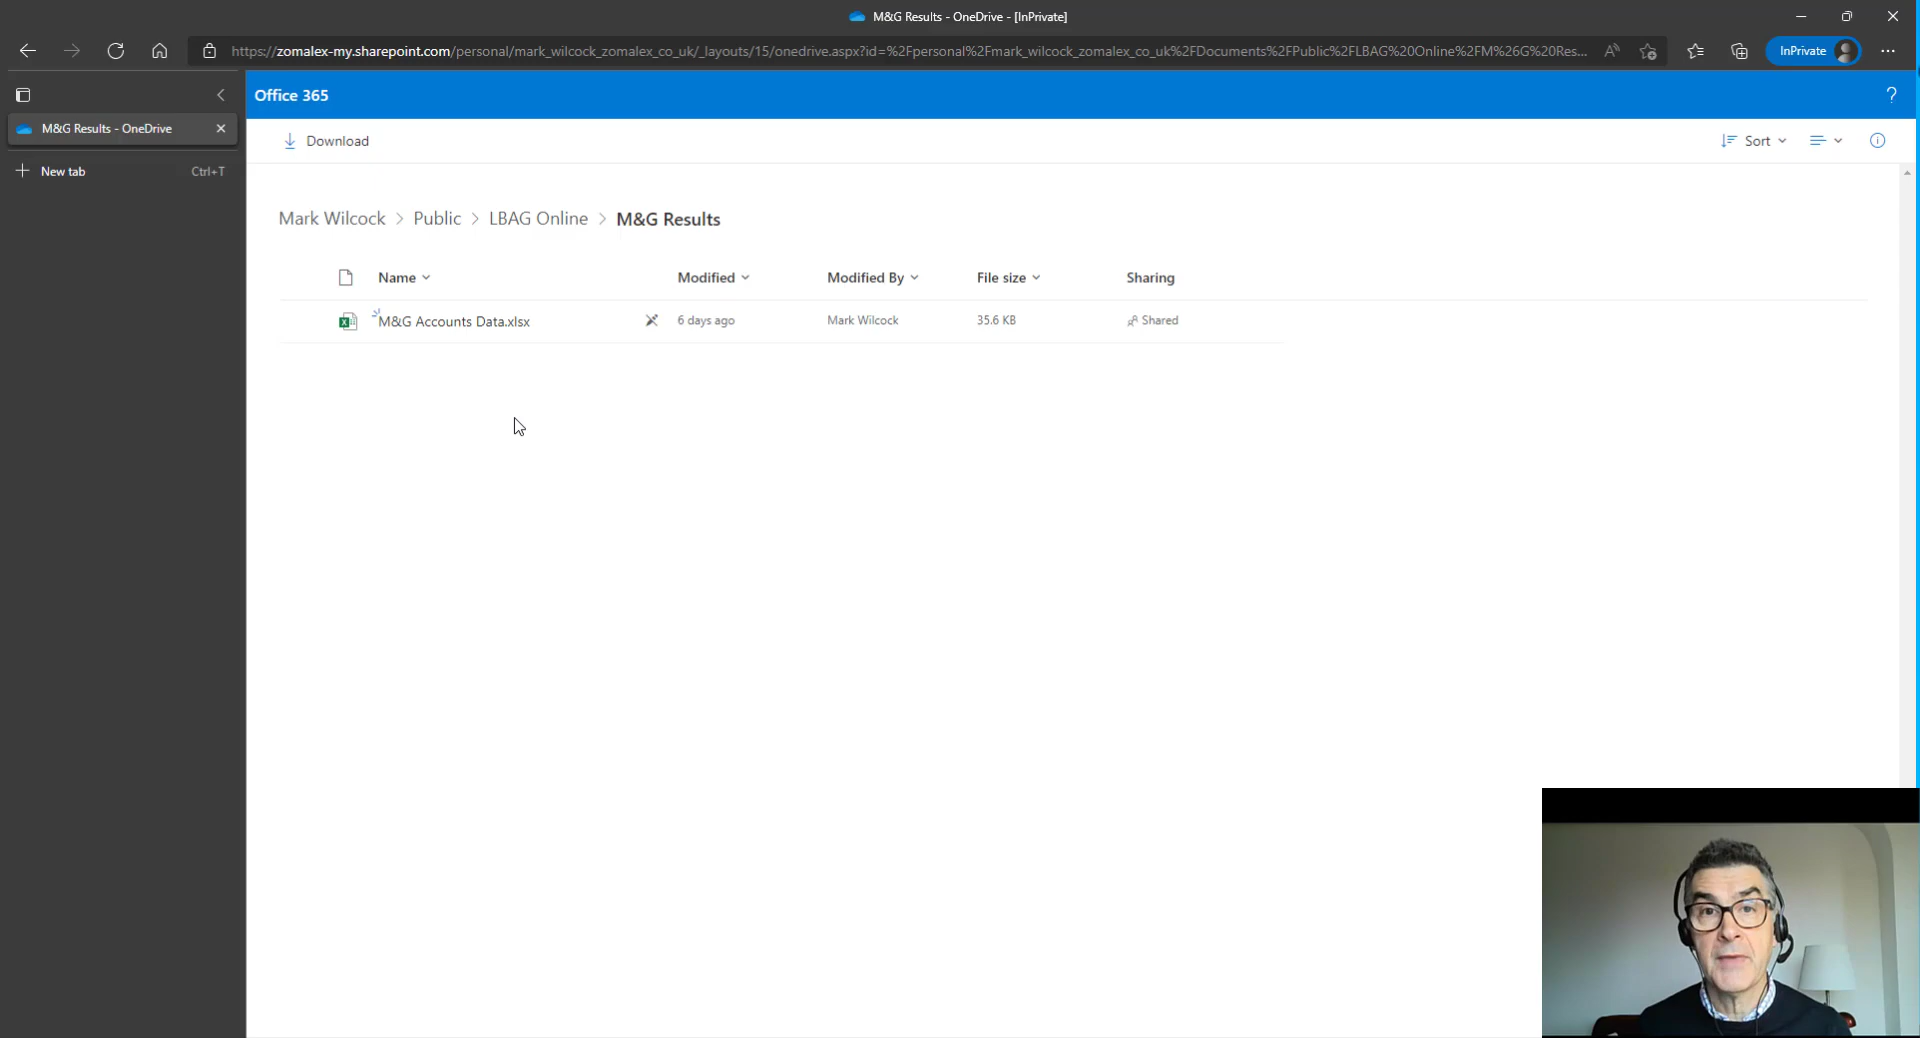 M&G Results - OneDrive - [InPrivate]
https://zomalex-my.sharepoint.com/personal/mark_wilcock_zomalex_co_uk/_layouts/15/onedrive.aspx?id=%2Fpersonal%2Fmark_wilcock_zomalex_co_uk%2FDocuments%2FPublic%2FLBAG%20Online%2FM%26G%20Res...
InPrivate
Office 365
?
M&G Results - OneDrive
Download
Sort
New tab Ctrl+T
Mark Wilcock > Public > LBAG Online > M&G Results
Name Modified Modified By File size Sharing
M&G Accounts Data.xlsx 6 days ago Mark Wilcock 35.6 KB Shared